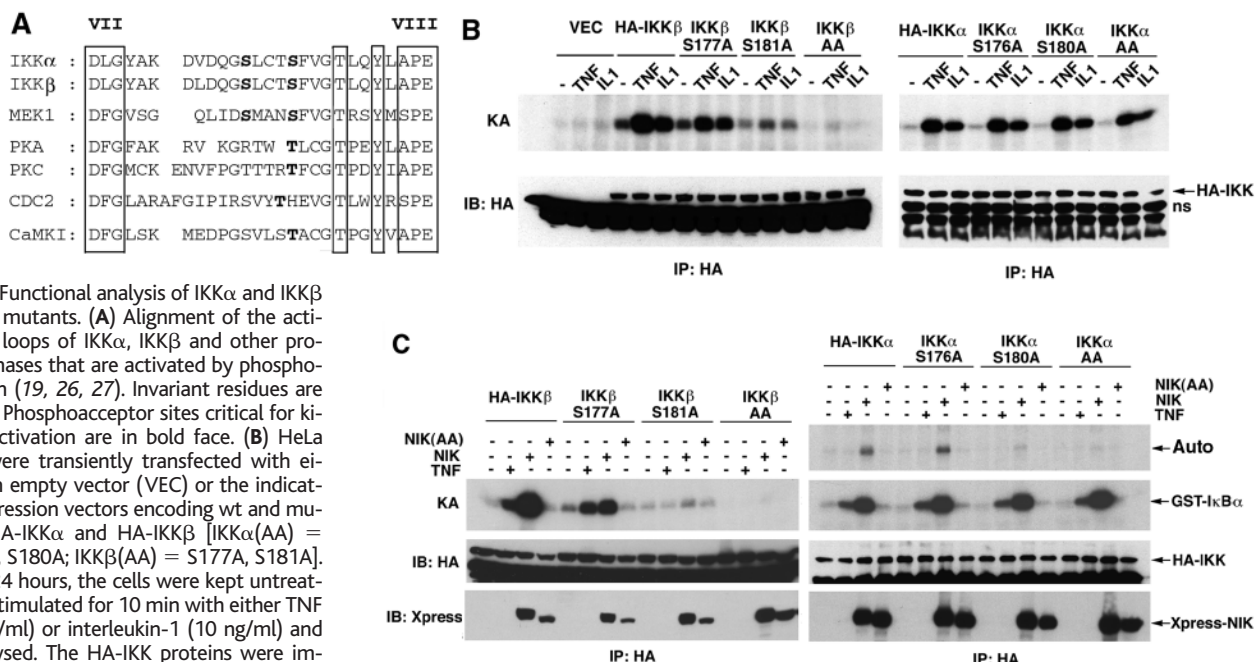 A
VII VIII
IKKα : DLGYAK DVDQGSLCTSFVGTLQYLAPE
IKKβ : DLGYAK DLDQGSLCTSFVGTLQYLAPE
MEK1 : DFGVSG QLIDSMANSFVGTRSYMSPE
PKA : DFGFAK RV KGRTW TLCGTPEYLAPE
PKC : DFGMCK ENVFPGTTTRTFCGTPDYIAPE
CDC2 : DFGLARAFGIPIRSVYTHEVGTLWYRSPE
CaMKI: DFGLSK MEDPGSVLSTACGTPGYVAPE
Functional analysis of IKKα and IKKβ
mutants. (A) Alignment of the acti-
loops of IKKα, IKKβ and other pro-
nases that are activated by phospho-
n (19, 26, 27). Invariant residues are
Phosphoacceptor sites critical for ki-
ctivation are in bold face. (B) HeLa
were transiently transfected with ei-
n empty vector (VEC) or the indicat-
pression vectors encoding wt and mu-
A-IKKα and HA-IKKβ [IKKα(AA) =
, S180A; IKKβ(AA) = S177A, S181A].
4 hours, the cells were kept untreat-
timulated for 10 min with either TNF
/ml) or interleukin-1 (10 ng/ml) and
ysed. The HA-IKK proteins were im-
B
VEC HA-IKKβ IKKβ S177A IKKβ S181A IKKβ AA
- TNF IL1 - TNF IL1 - TNF IL1 - TNF IL1 - TNF IL1
KA
IB: HA
IP: HA
HA-IKKα IKKα S176A IKKα S180A IKKα AA
- TNF IL1 - TNF IL1 - TNF IL1 - TNF IL1
HA-IKK
ns
IP: HA
C
HA-IKKβ IKKβ S177A IKKβ S181A IKKβ AA
NIK(AA) - - - + - - - + - - - + - - - +
NIK - - + - - - + - - - + - - - + -
TNF - + - - - + - - - + - - - + - -
KA
IB: HA
IB: Xpress
IP: HA
HA-IKKα IKKα S176A IKKα S180A IKKα AA
- - - + - - - + - - - + - - - + NIK(AA)
- - + - - - + - - - + - - - + - NIK
- + - - - + - - - + - - - + - - TNF
Auto
GST-IκBα
HA-IKK
Xpress-NIK
IP: HA